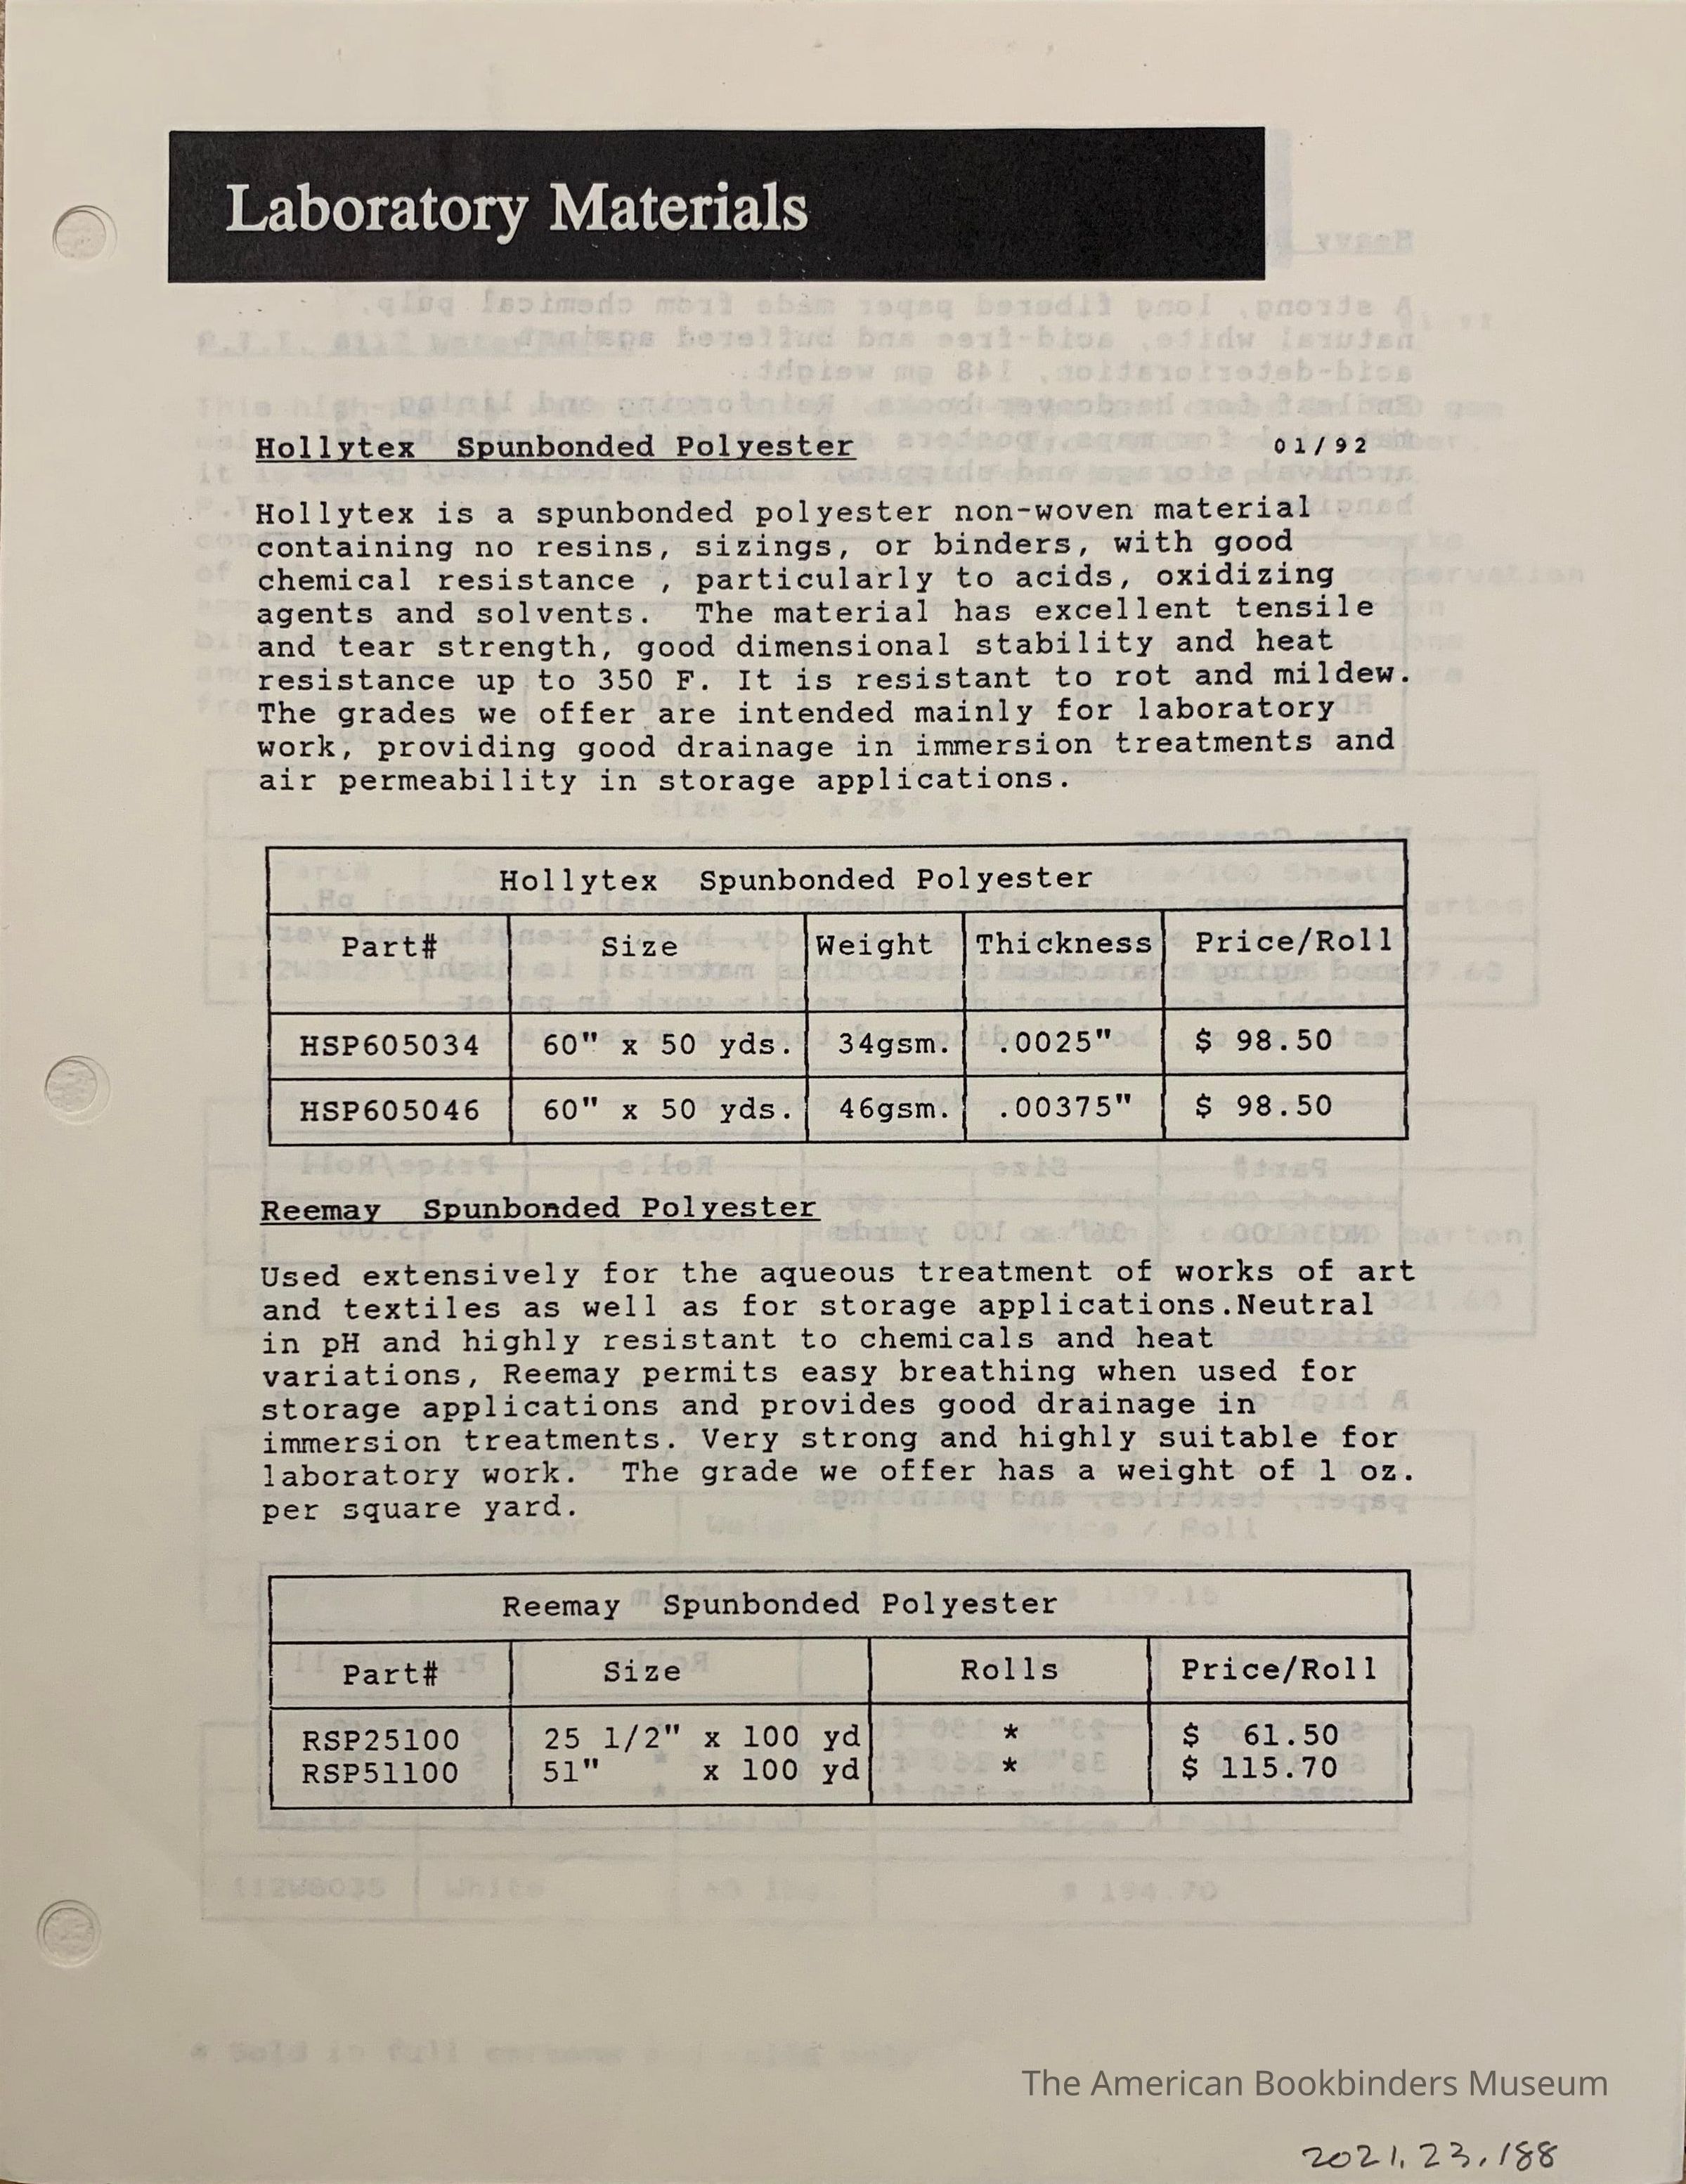 Laboratory Materials
Hollytex  Spunbonded Polyester 01/92
Hollytex is a spunbonded polyester non-woven material
containing no resins, sizings, or binders, with good
chemical resistance , particularly to acids, oxidizing
agents and solvents.  The material has excellent tensile
and tear strength, good dimensional stability and heat
resistance up to 350 F. It is resistant to rot and mildew.
The grades we offer are intended mainly for laboratory
work, providing good drainage in immersion treatments and
air permeability in storage applications.
Hollytex  Spunbonded Polyester
Part# Size Weight Thickness Price/Roll
HSP605034 60" x 50 yds. 34gsm. .0025" $ 98.50
HSP605046 60" x 50 yds. 46gsm. .00375" $ 98.50
Reemay  Spunbonded Polyester
Used extensively for the aqueous treatment of works of art
and textiles as well as for storage applications.Neutral
in pH and highly resistant to chemicals and heat
variations, Reemay permits easy breathing when used for
storage applications and provides good drainage in
immersion treatments. Very strong and highly suitable for
laboratory work.  The grade we offer has a weight of 1 oz.
per square yard.
Reemay  Spunbonded Polyester
Part# Size Rolls Price/Roll
RSP25100 25 1/2" x 100 yd * $  61.50
RSP51100 51" x 100 yd * $ 115.70
The American Bookbinders Museum
2021.23.188